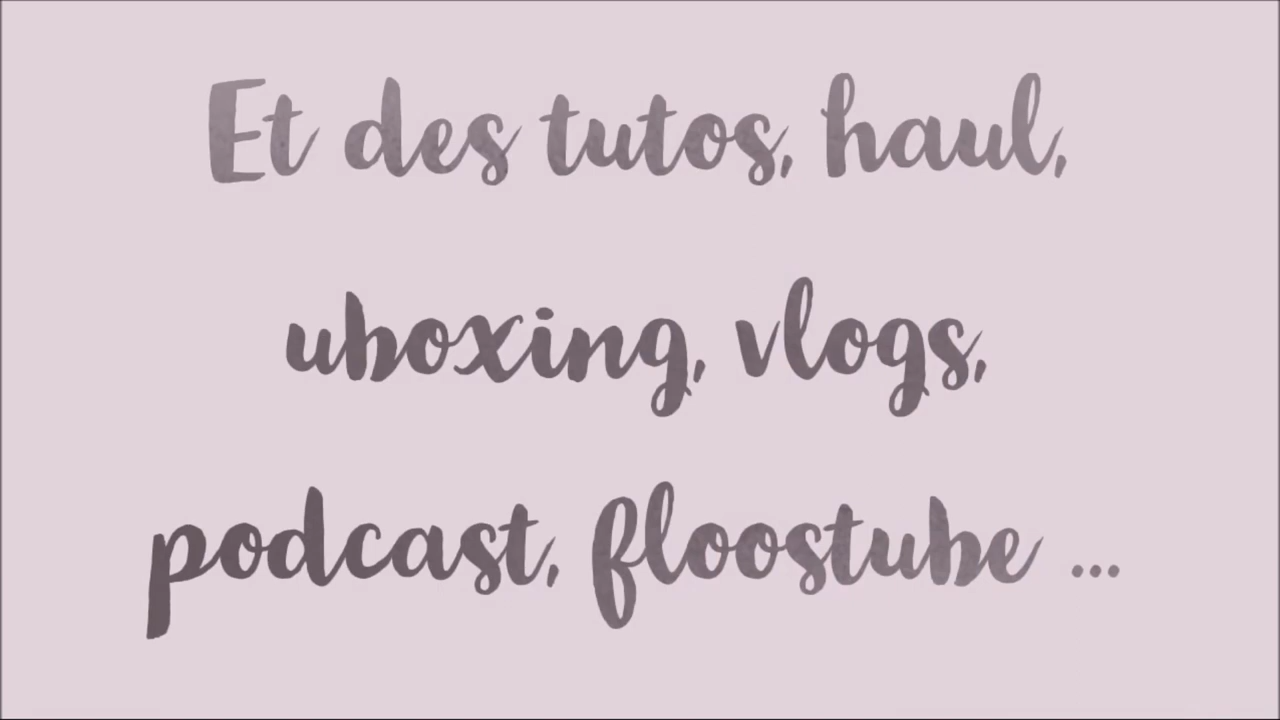 Et des tutos, haul,
uboxing, vlogs,
podcast, floostube ...